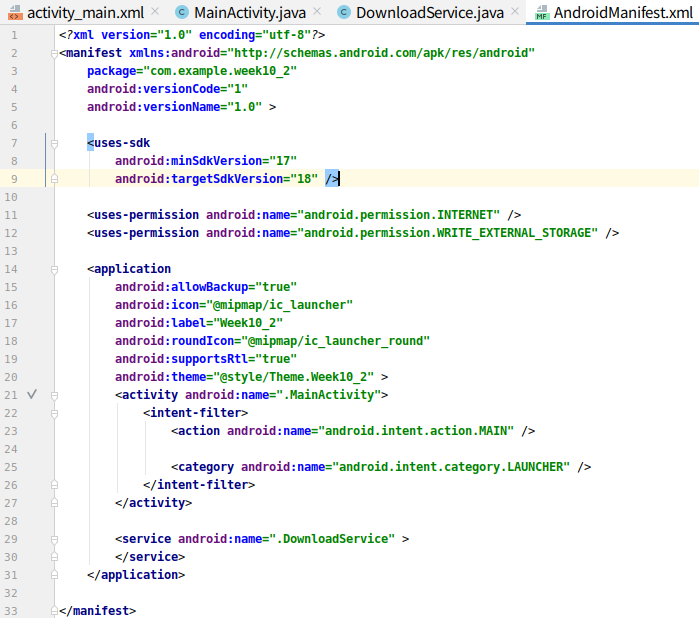 activity_main.xml × MainActivity.java × DownloadService.java × AndroidManifest.xml
1 <?xml version="1.0" encoding="utf-8"?>
2 <manifest xmlns:android="http://schemas.android.com/apk/res/android"
3 package="com.example.week10_2"
4 android:versionCode="1"
5 android:versionName="1.0" >
6
7 <uses-sdk
8 android:minSdkVersion="17"
9 android:targetSdkVersion="18" />
10
11 <uses-permission android:name="android.permission.INTERNET" />
12 <uses-permission android:name="android.permission.WRITE_EXTERNAL_STORAGE" />
13
14 <application
15 android:allowBackup="true"
16 android:icon="@mipmap/ic_launcher"
17 android:label="Week10_2"
18 android:roundIcon="@mipmap/ic_launcher_round"
19 android:supportsRtl="true"
20 android:theme="@style/Theme.Week10_2" >
21 <activity android:name=".MainActivity">
22 <intent-filter>
23 <action android:name="android.intent.action.MAIN" />
24
25 <category android:name="android.intent.category.LAUNCHER" />
26 </intent-filter>
27 </activity>
28
29 <service android:name=".DownloadService" >
30 </service>
31 </application>
32
33 </manifest>